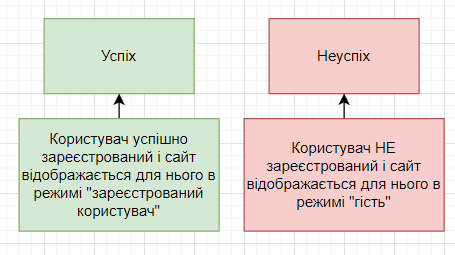 Успіх
Неуспіх
Користувач успішно
зареєстрований і сайт
відображається для нього в
режимі "зареєстрований
користувач"
Користувач НЕ
зареєстрований і сайт
відображається для нього в
режимі "гість"